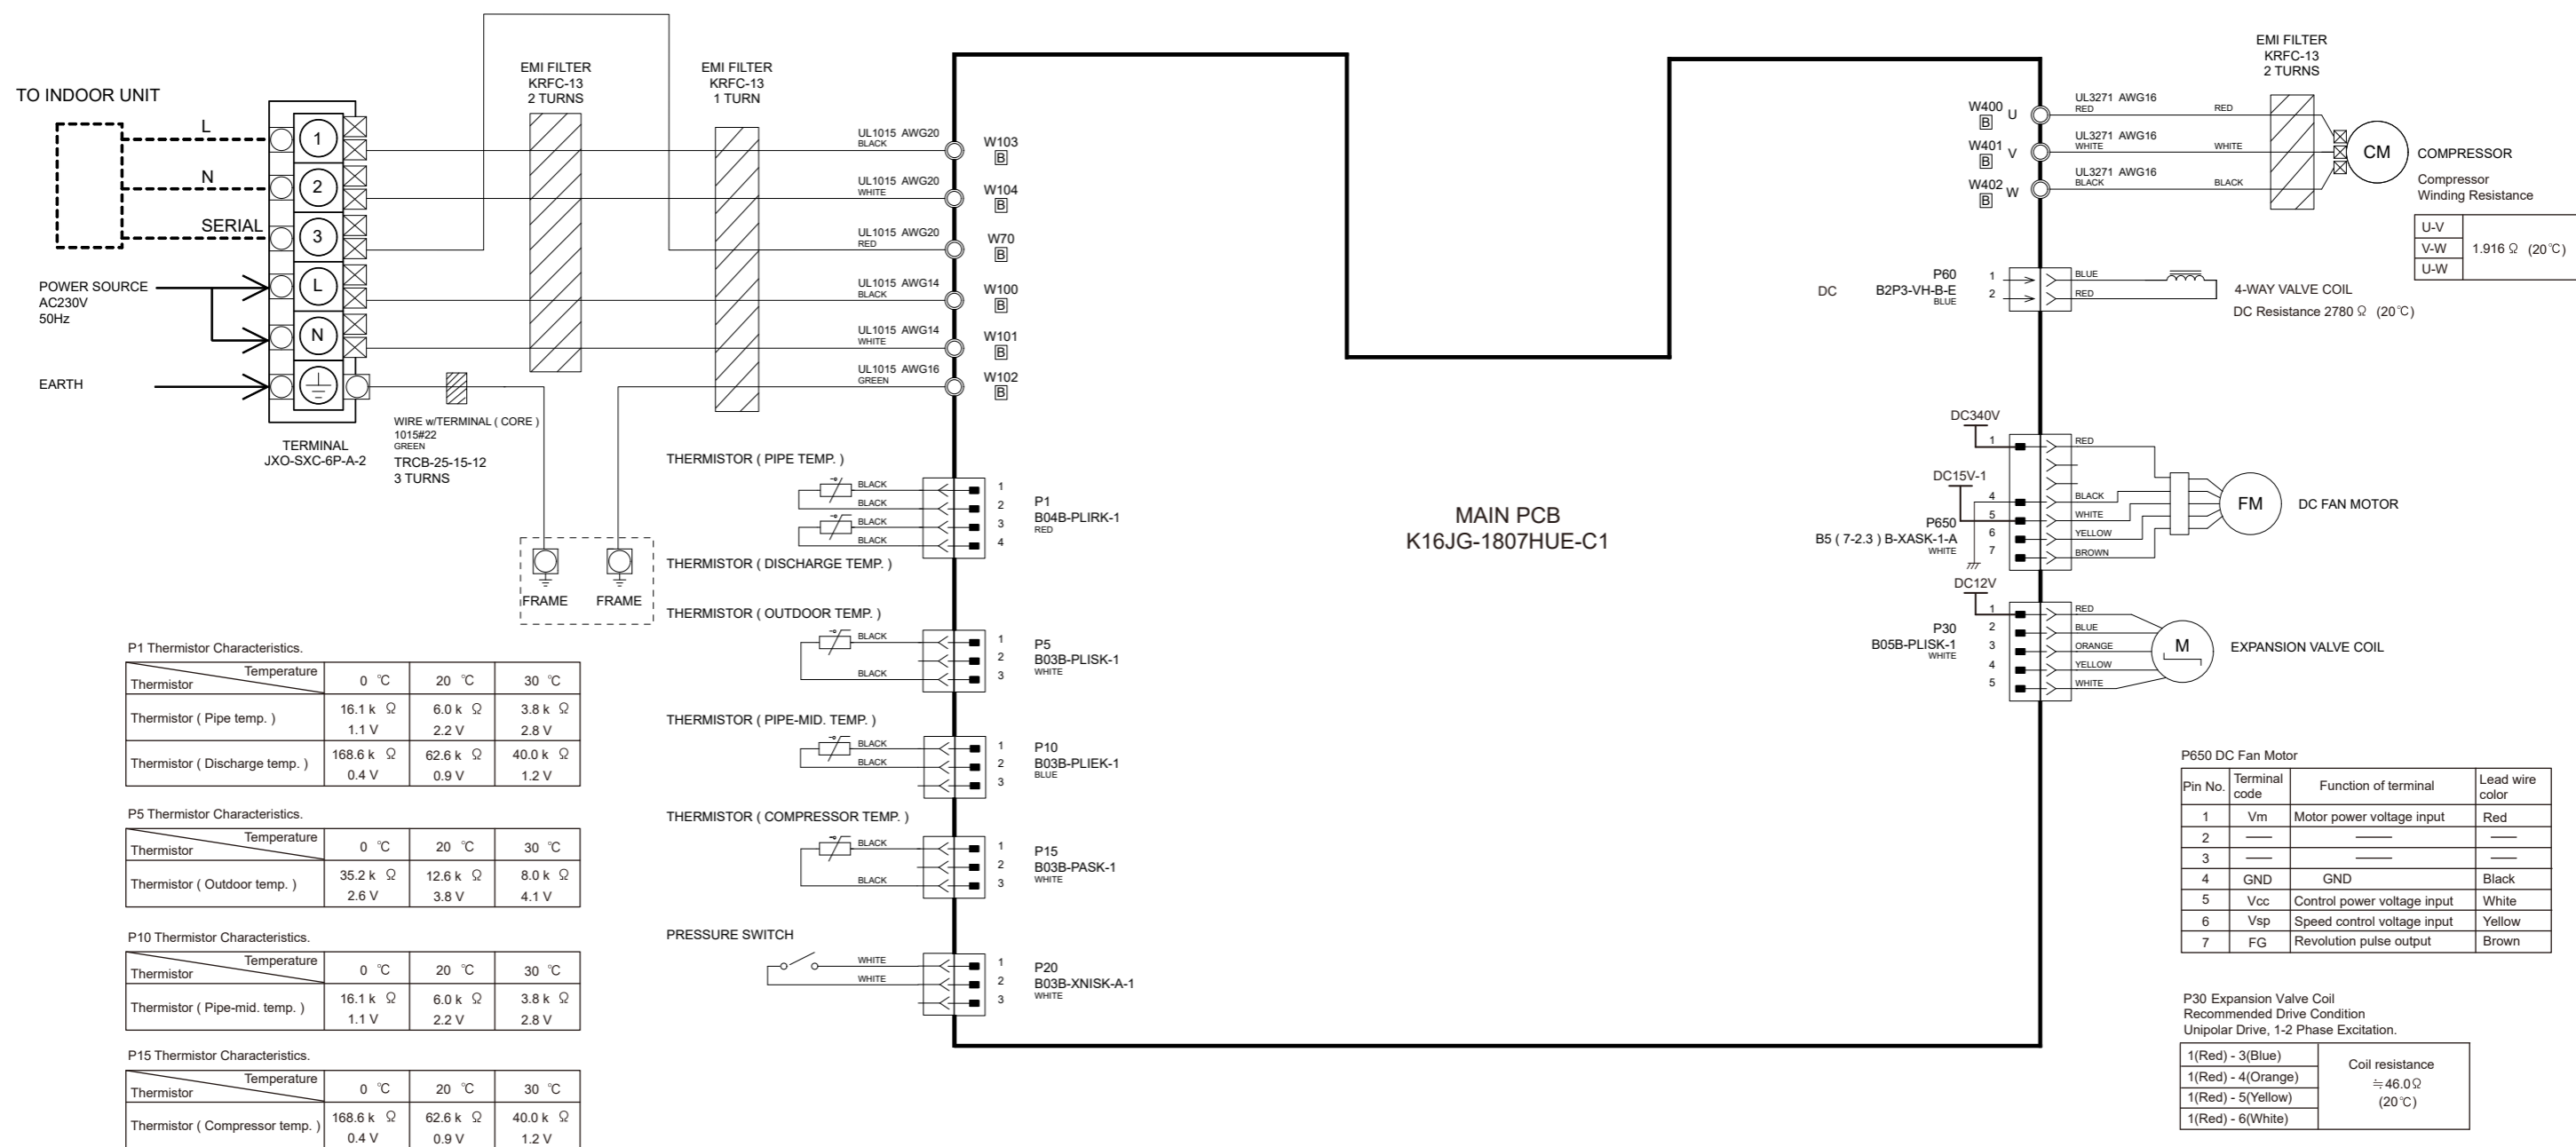 EMI FILTER
KRFC-13
2 TURNS
EMI FILTER
KRFC-13
1 TURN
EMI FILTER
KRFC-13
2 TURNS
TO INDOOR UNIT
L
N
SERIAL
POWER SOURCE
AC230V
50Hz
EARTH
1
2
3
L
N
TERMINAL
JXO-SXC-6P-A-2
WIRE w/TERMINAL ( CORE )
1015#22
GREEN
TRCB-25-15-12
3 TURNS
FRAME
FRAME
UL1015 AWG20
BLACK
W103
B
UL1015 AWG20
WHITE
W104
B
UL1015 AWG20
RED
W70
B
UL1015 AWG14
BLACK
W100
B
UL1015 AWG14
WHITE
W101
B
UL1015 AWG16
GREEN
W102
B
THERMISTOR ( PIPE TEMP. )
BLACK
BLACK
BLACK
BLACK
1
2
3
4
P1
B04B-PLIRK-1
RED
THERMISTOR ( DISCHARGE TEMP. )
THERMISTOR ( OUTDOOR TEMP. )
BLACK
BLACK
1
2
3
P5
B03B-PLISK-1
WHITE
THERMISTOR ( PIPE-MID. TEMP. )
BLACK
BLACK
1
2
3
P10
B03B-PLIEK-1
BLUE
THERMISTOR ( COMPRESSOR TEMP. )
BLACK
BLACK
1
2
3
P15
B03B-PASK-1
WHITE
PRESSURE SWITCH
WHITE
WHITE
1
2
3
P20
B03B-XNISK-A-1
WHITE
MAIN PCB
K16JG-1807HUE-C1
W400 U
B
UL3271 AWG16
RED RED
W401 V
B
UL3271 AWG16
WHITE WHITE
W402 W
B
UL3271 AWG16
BLACK BLACK
CM
COMPRESSOR
Compressor
Winding Resistance
U-V
V-W 1.916 Ω (20℃)
U-W
DC
P60
B2P3-VH-B-E
BLUE
1
2
BLUE
RED
4-WAY VALVE COIL
DC Resistance 2780 Ω (20℃)
DC340V
DC15V-1
P650
B5 ( 7-2.3 ) B-XASK-1-A
WHITE
1
4
5
6
7
RED
BLACK
WHITE
YELLOW
BROWN
FM
DC FAN MOTOR
DC12V
P30
B05B-PLISK-1
WHITE
1
2
3
4
5
RED
BLUE
ORANGE
YELLOW
WHITE
M
EXPANSION VALVE COIL
P1 Thermistor Characteristics.
Temperature
Thermistor 0 ℃ 20 ℃ 30 ℃
Thermistor ( Pipe temp. ) 16.1 k Ω 6.0 k Ω 3.8 k Ω
1.1 V 2.2 V 2.8 V
Thermistor ( Discharge temp. ) 168.6 k Ω 62.6 k Ω 40.0 k Ω
0.4 V 0.9 V 1.2 V
P5 Thermistor Characteristics.
Temperature
Thermistor 0 ℃ 20 ℃ 30 ℃
Thermistor ( Outdoor temp. ) 35.2 k Ω 12.6 k Ω 8.0 k Ω
2.6 V 3.8 V 4.1 V
P10 Thermistor Characteristics.
Temperature
Thermistor 0 ℃ 20 ℃ 30 ℃
Thermistor ( Pipe-mid. temp. ) 16.1 k Ω 6.0 k Ω 3.8 k Ω
1.1 V 2.2 V 2.8 V
P15 Thermistor Characteristics.
Temperature
Thermistor 0 ℃ 20 ℃ 30 ℃
Thermistor ( Compressor temp. ) 168.6 k Ω 62.6 k Ω 40.0 k Ω
0.4 V 0.9 V 1.2 V
P650 DC Fan Motor
Pin No. Terminal code Function of terminal Lead wire color
1 Vm Motor power voltage input Red
2 — — —
3 — — —
4 GND GND Black
5 Vcc Control power voltage input White
6 Vsp Speed control voltage input Yellow
7 FG Revolution pulse output Brown
P30 Expansion Valve Coil
Recommended Drive Condition
Unipolar Drive, 1-2 Phase Excitation.
1(Red) - 3(Blue)
1(Red) - 4(Orange)
1(Red) - 5(Yellow)
1(Red) - 6(White)
Coil resistance
≒46.0Ω
(20℃)